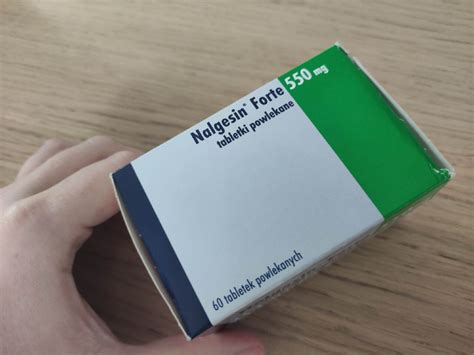 Nalgesin® Forte 550 mg
tabletki powlekane
60 tabletek powlekanych